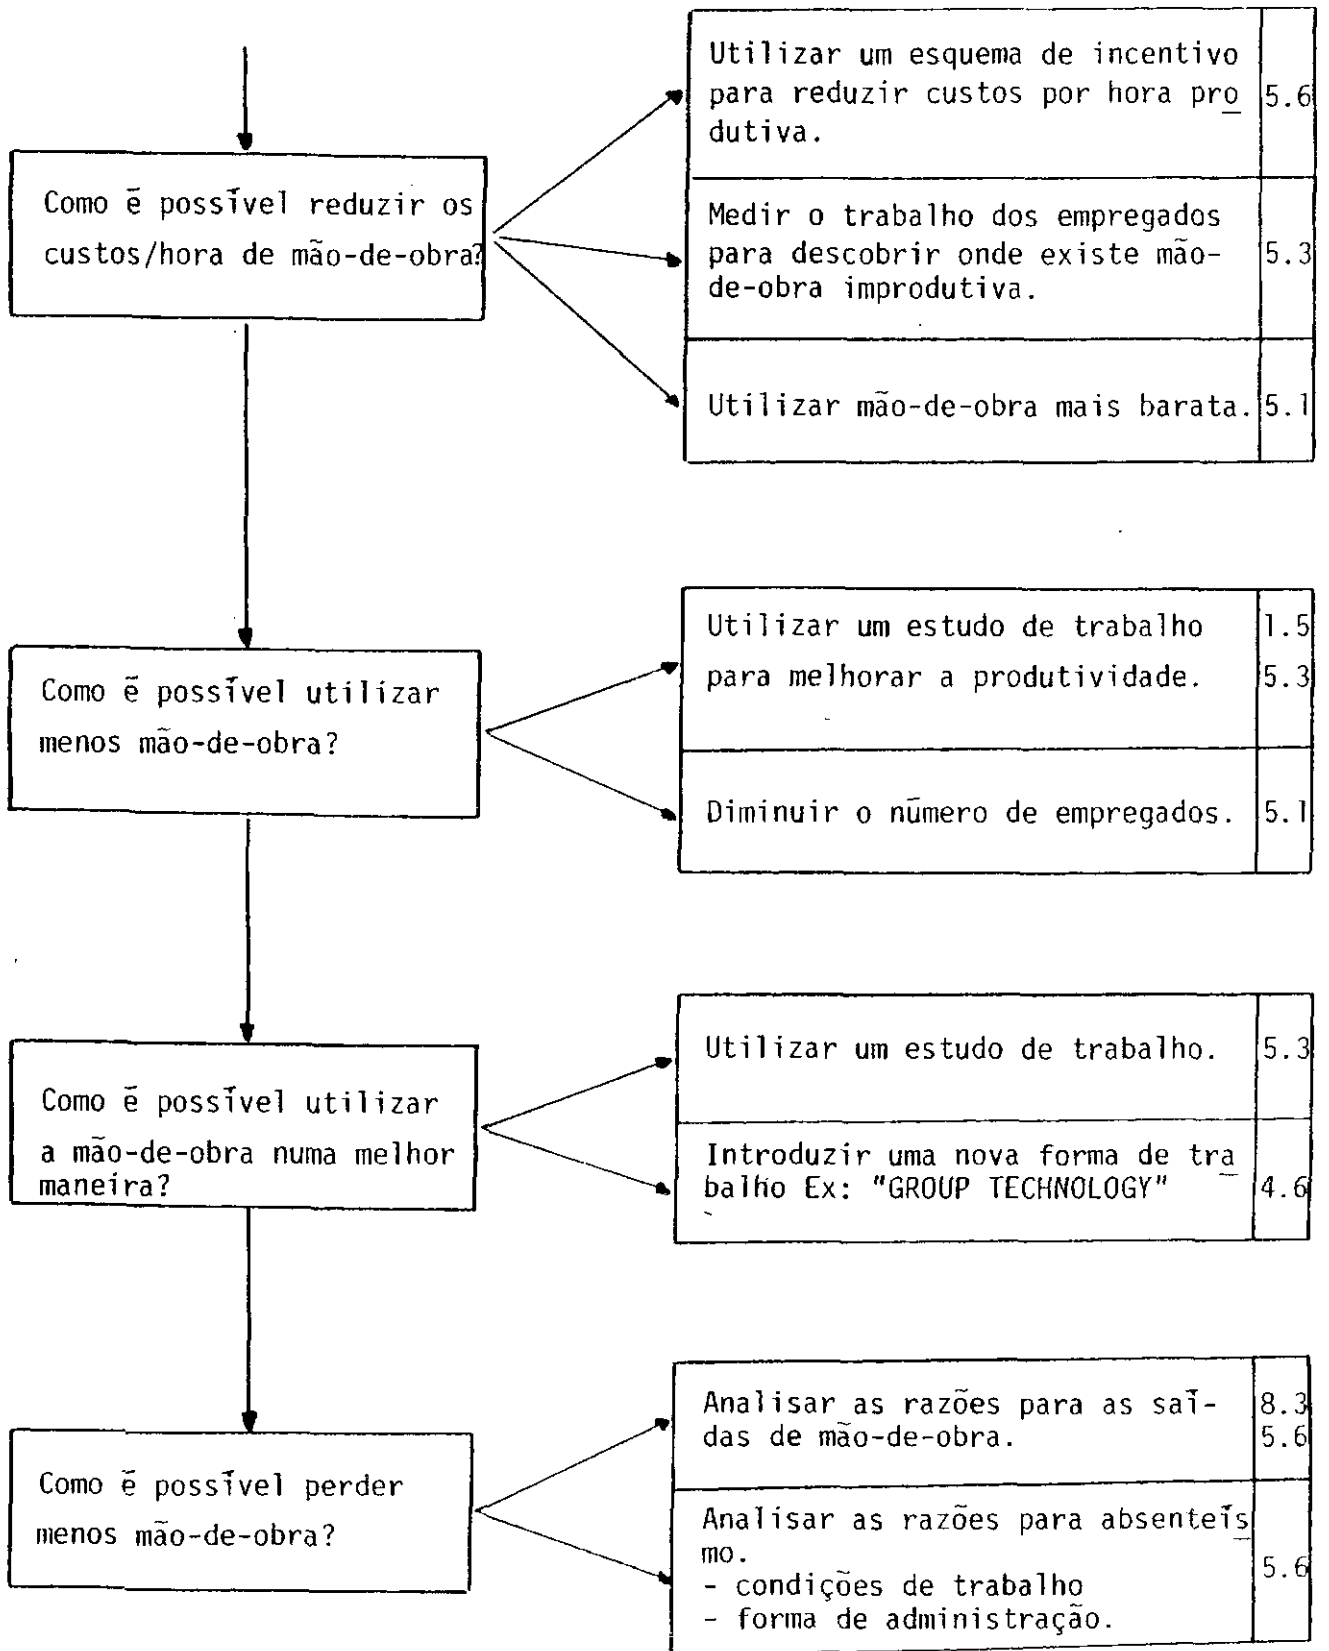 Utilizar um esquema de incentivo
para reduzir custos por hora pro
dutiva.
5.6
Como é possível reduzir os
custos/hora de mão-de-obra?
Medir o trabalho dos empregados
para descobrir onde existe mão-
de-obra improdutiva.
5.3
Utilizar mão-de-obra mais barata.
5.1
Utilizar um estudo de trabalho
para melhorar a produtividade.
1.5
5.3
Como é possível utilizar
menos mão-de-obra?
Diminuir o número de empregados.
5.1
Utilizar um estudo de trabalho.
5.3
Como é possível utilizar
a mão-de-obra numa melhor
maneira?
Introduzir uma nova forma de tra
balho Ex: "GROUP TECHNOLOGY"
4.6
Analisar as razões para as saí-
das de mão-de-obra.
8.3
5.6
Como é possível perder
menos mão-de-obra?
Analisar as razões para absenteís
mo.
- condições de trabalho
- forma de administração.
5.6